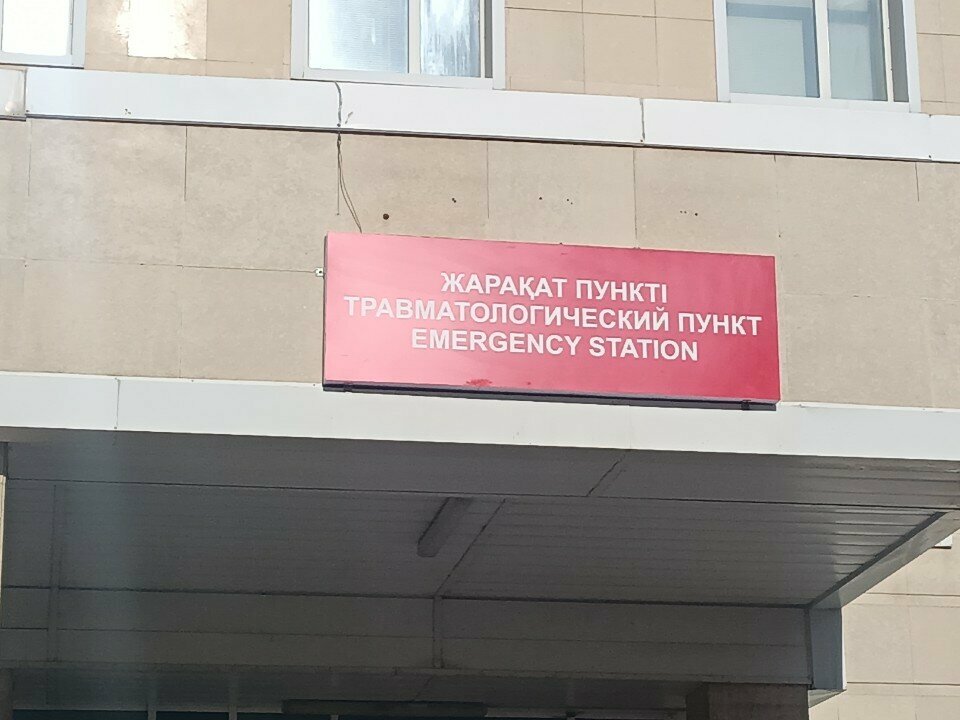 ЖАРАҚАТ ПУНКТІ
ТРАВМАТОЛОГИЧЕСКИЙ ПУНКТ
EMERGENCY STATION